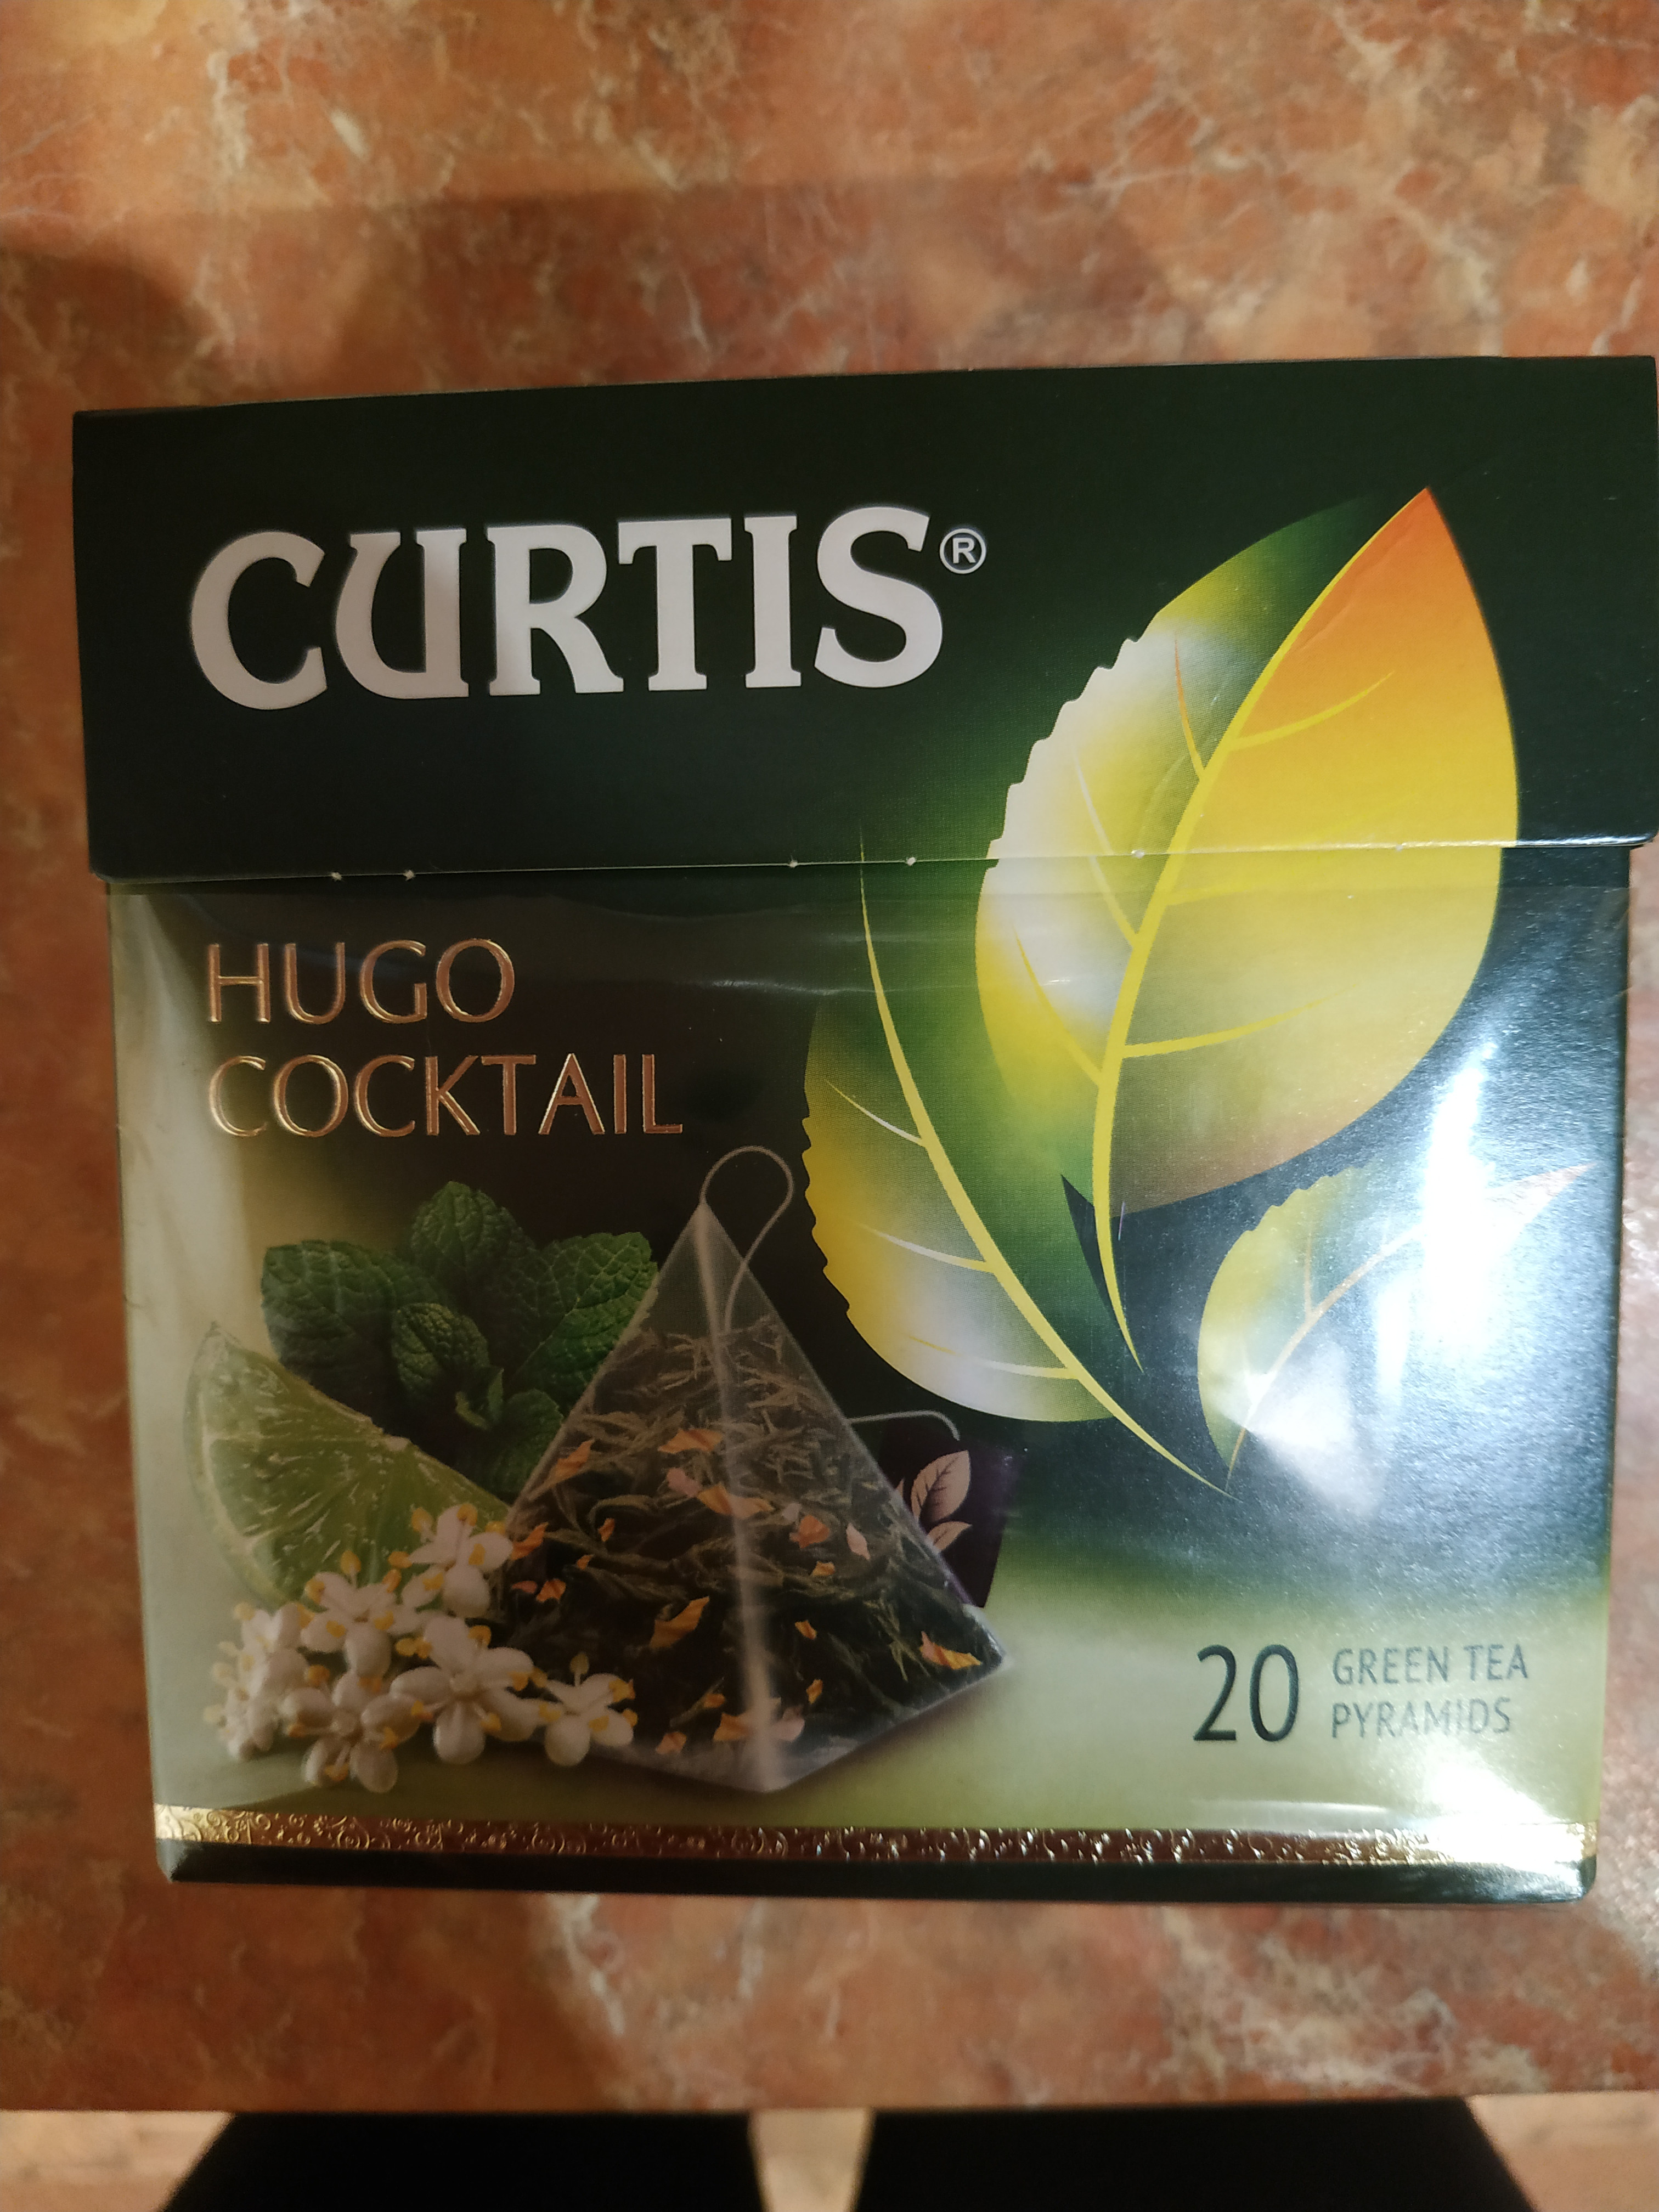 CURTIS®
HUGO
COCKTAIL
20 GREEN TEA
PYRAMIDS